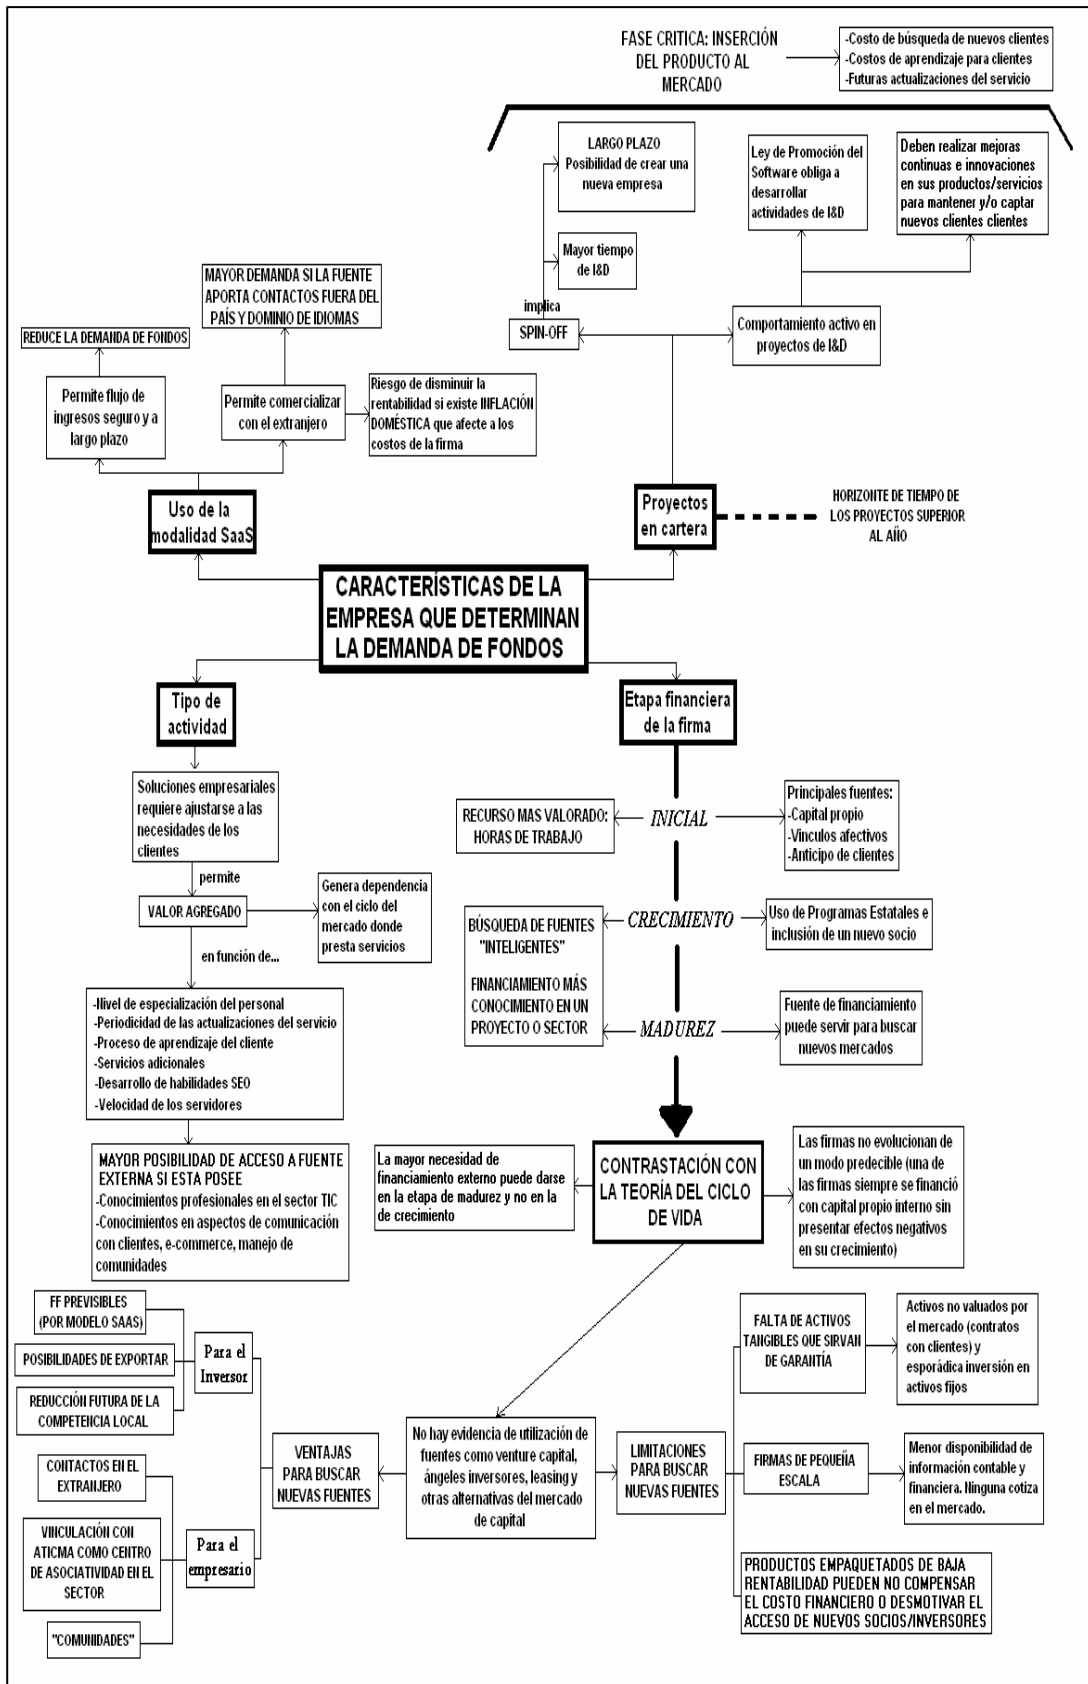 FASE CRITICA: INSERCIÓN
DEL PRODUCTO AL
MERCADO
-Costo de búsqueda de nuevos clientes
-Costos de aprendizaje para clientes
-Futuras actualizaciones del servicio
LARGO PLAZO
Posibilidad de crear una
nueva empresa
Ley de Promoción del
Software obliga a
desarrollar
actividades de I&D
Deben realizar mejoras
continuas e innovaciones
en sus productos/servicios
para mantener y/o captar
nuevos clientes clientes
Mayor tiempo
de I&D
implica
SPIN-OFF
Comportamiento activo en
proyectos de I&D
MAYOR DEMANDA SI LA FUENTE
APORTA CONTACTOS FUERA DEL
PAÍS Y DOMINIO DE IDIOMAS
REDUCE LA DEMANDA DE FONDOS
Permite flujo de
ingresos seguro y a
largo plazo
Permite comercializar
con el extranjero
Riesgo de disminuir la
rentabilidad si existe INFLACIÓN
DOMÉSTICA que afecte a los
costos de la firma
Uso de la
modalidad SaaS
Proyectos
en cartera
HORIZONTE DE TIEMPO DE
LOS PROYECTOS SUPERIOR
AL AÑO
CARACTERÍSTICAS DE LA
EMPRESA QUE DETERMINAN
LA DEMANDA DE FONDOS
Tipo de
actividad
Etapa financiera
de la firma
Soluciones empresariales
requiere ajustarse a las
necesidades de los
clientes
permite
VALOR AGREGADO
Genera dependencia
con el ciclo del
mercado donde
presta servicios
en función de...
-Nivel de especialización del personal
-Periodicidad de las actualizaciones del servicio
-Proceso de aprendizaje del cliente
-Servicios adicionales
-Desarrollo de habilidades SEO
-Velocidad de los servidores
MAYOR POSIBILIDAD DE ACCESO A FUENTE
EXTERNA SI ESTA POSEE
-Conocimientos profesionales en el sector TIC
-Conocimientos en aspectos de comunicación
con clientes, e-commerce, manejo de
comunidades
RECURSO MAS VALORADO:
HORAS DE TRABAJO
INICIAL
Principales fuentes:
-Capital propio
-Vinculos afectivos
-Anticipo de clientes
BÚSQUEDA DE FUENTES
"INTELIGENTES"
FINANCIAMIENTO MÁS
CONOCIMIENTO EN UN
PROYECTO O SECTOR
CRECIMIENTO
Uso de Programas Estatales e
inclusión de un nuevo socio
MADUREZ
Fuente de financiamiento
puede servir para buscar
nuevos mercados
La mayor necesidad de
financiamiento externo puede darse
en la etapa de madurez y no en la
de crecimiento
CONTRASTACIÓN CON
LA TEORÍA DEL CICLO
DE VIDA
Las firmas no evolucionan de
un modo predecible (una de
las firmas siempre se financió
con capital propio interno sin
presentar efectos negativos
en su crecimiento)
FF PREVISIBLES
(POR MODELO SAAS)
POSIBILIDADES DE EXPORTAR
REDUCCIÓN FUTURA DE LA
COMPETENCIA LOCAL
Para el
Inversor
CONTACTOS EN EL
EXTRANJERO
VINCULACIÓN CON
ATICMA COMO CENTRO
DE ASOCIATIVIDAD EN EL
SECTOR
"COMUNIDADES"
Para el
empresario
VENTAJAS
PARA BUSCAR
NUEVAS FUENTES
No hay evidencia de utilización de
fuentes como venture capital,
ángeles inversores, leasing y
otras alternativas del mercado
de capital
LIMITACIONES
PARA BUSCAR
NUEVAS FUENTES
FALTA DE ACTIVOS
TANGIBLES QUE SIRVAN
DE GARANTÍA
Activos no valuados por
el mercado (contratos
con clientes) y
esporádica inversión en
activos fijos
FIRMAS DE PEQUEÑA
ESCALA
Menor disponibilidad de
información contable y
financiera. Ninguna cotiza
en el mercado.
PRODUCTOS EMPAQUETADOS DE BAJA
RENTABILIDAD PUEDEN NO COMPENSAR
EL COSTO FINANCIERO O DESMOTIVAR EL
ACCESO DE NUEVOS SOCIOS/INVERSORES